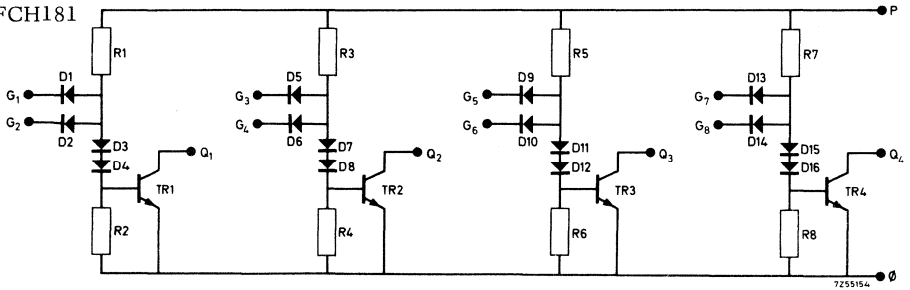 FCH181
P
R1 R3 R5 R7
D1 D5 D9 D13
G1 G3 G5 G7
D2 D6 D10 D14
G2 G4 G6 G8
D3 D7 D11 D15
D4 D8 D12 D16
Q1 Q2 Q3 Q4
TR1 TR2 TR3 TR4
R2 R4 R6 R8
Ø
7Z55154